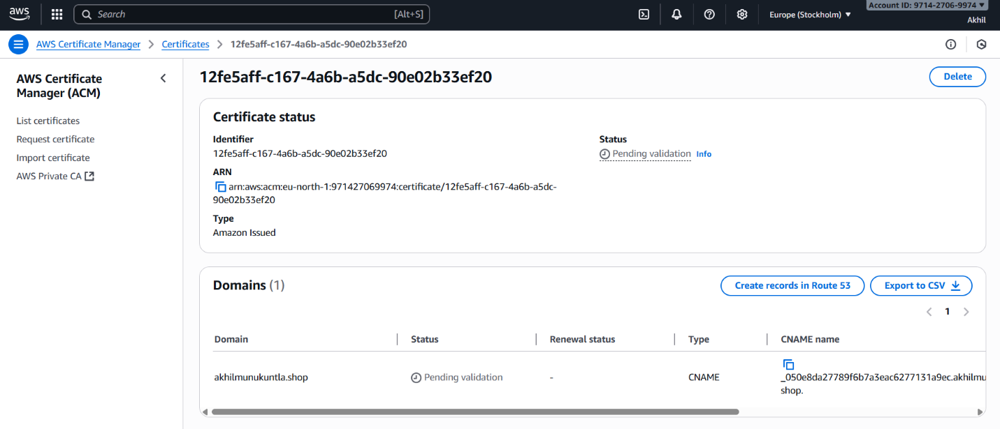 aws
Search
[Alt+S]
Europe (Stockholm)
Account ID: 9714-2706-9974
Akhil
AWS Certificate Manager
Certificates
12fe5aff-c167-4a6b-a5dc-90e02b33ef20
AWS Certificate
Manager (ACM)
List certificates
Request certificate
Import certificate
AWS Private CA
12fe5aff-c167-4a6b-a5dc-90e02b33ef20
Delete
Certificate status
Identifier
12fe5aff-c167-4a6b-a5dc-90e02b33ef20
Status
Pending validation Info
ARN
arn:aws:acm:eu-north-1:971427069974:certificate/12fe5aff-c167-4a6b-a5dc-
90e02b33ef20
Type
Amazon Issued
Domains (1)
Create records in Route 53
Export to CSV
1
Domain Status Renewal status Type CNAME name
akhilmunukuntla.shop Pending validation - CNAME
_050e8da27789f6b7a3eac6277131a9ec.akhilmu
shop.